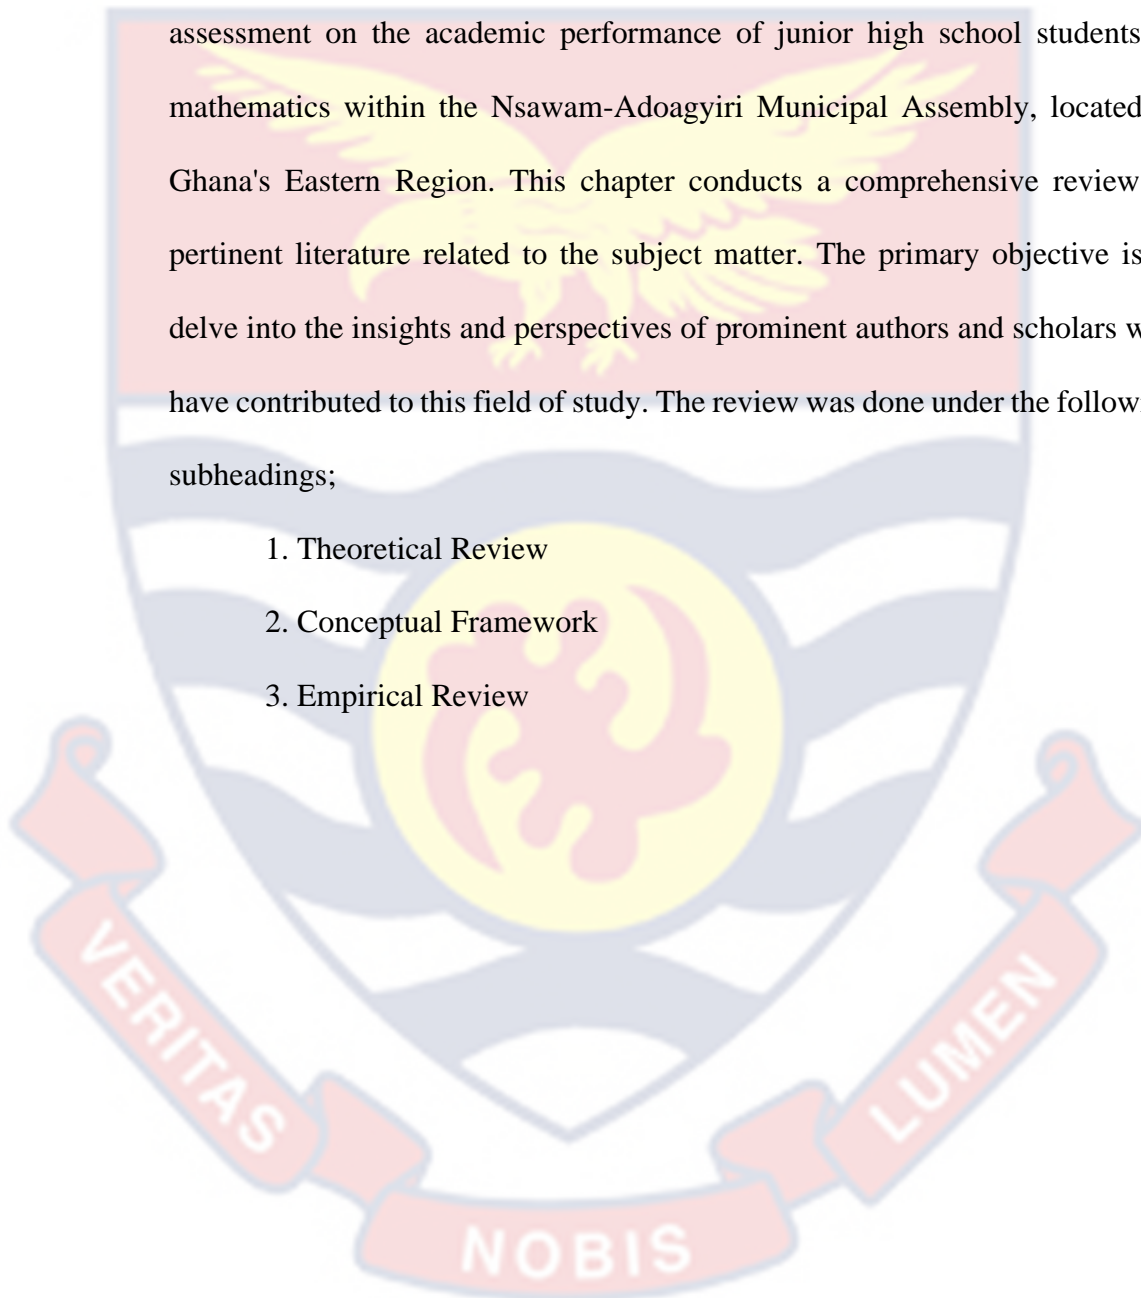 assessment on the academic performance of junior high school students
mathematics within the Nsawam-Adoagyiri Municipal Assembly, located
Ghana's Eastern Region. This chapter conducts a comprehensive review
pertinent literature related to the subject matter. The primary objective is
delve into the insights and perspectives of prominent authors and scholars w
have contributed to this field of study. The review was done under the follow
subheadings;
1. Theoretical Review
2. Conceptual Framework
3. Empirical Review
VERITAS
NOBIS
LUMEN